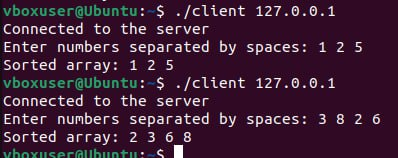 vboxuser@Ubuntu:~$ ./client 127.0.0.1
Connected to the server
Enter numbers separated by spaces: 1 2 5
Sorted array: 1 2 5
vboxuser@Ubuntu:~$ ./client 127.0.0.1
Connected to the server
Enter numbers separated by spaces: 3 8 2 6
Sorted array: 2 3 6 8
vboxuser@Ubuntu:~$